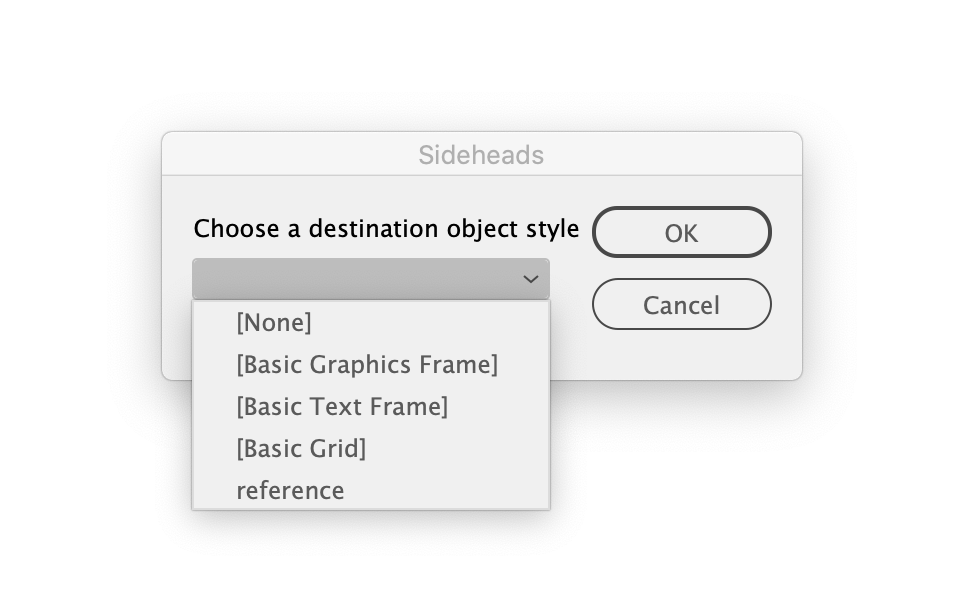 Sideheads
Choose a destination object style
OK
Cancel
[None]
[Basic Graphics Frame]
[Basic Text Frame]
[Basic Grid]
reference